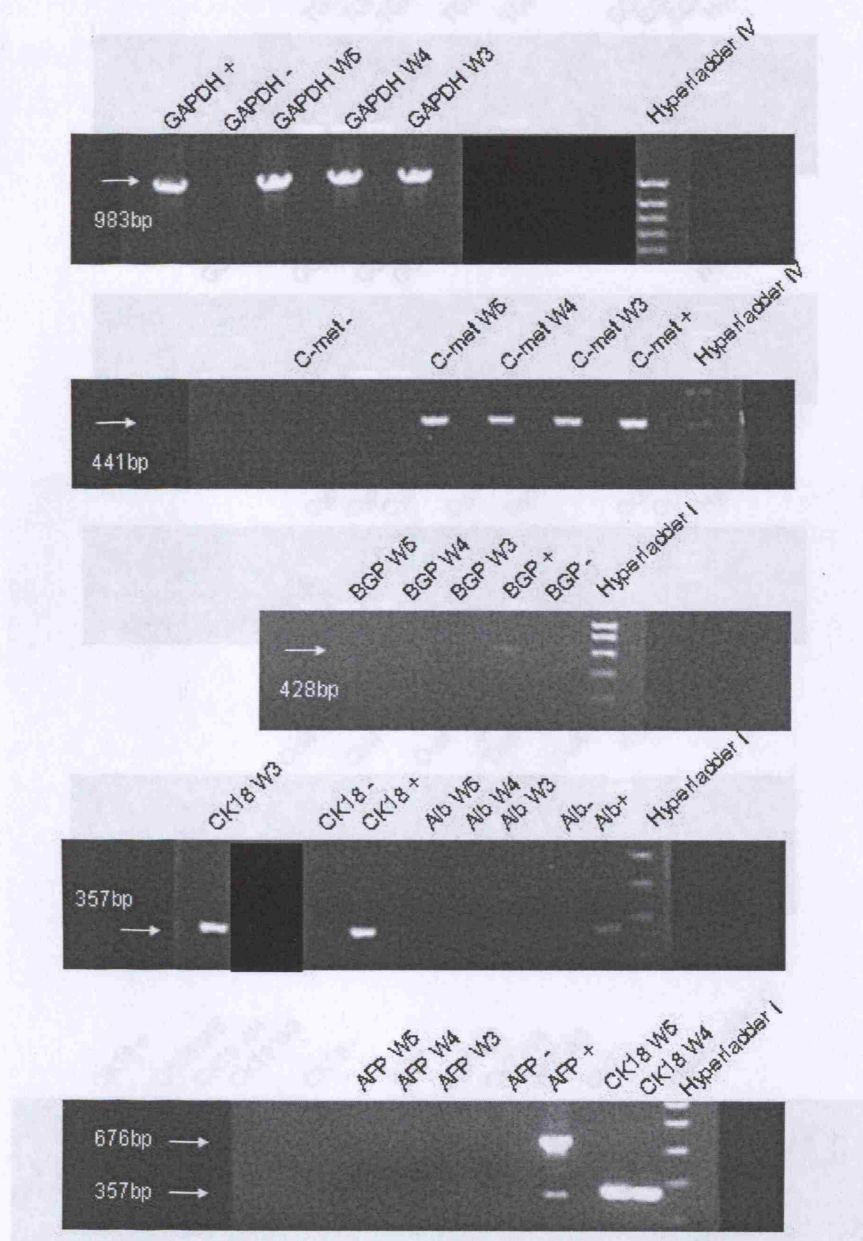 GAPDH + GAPDH - GAPDH W5 GAPDH W4 GAPDH W3 Hyperladder IV
983bp
C-met - C-met W5 C-met W4 C-met W3 C-met + Hyperladder IV
441bp
BGP W5 BGP W4 BGP W3 BGP + BGP - Hyperladder I
428bp
CK18 W3 CK18 - CK18 + Alb W5 Alb W4 Alb W3 Alb- Alb+ Hyperladder I
357bp
AFP W5 AFP W4 AFP W3 AFP - AFP + CK18 W5 CK18 W4 Hyperladder I
676bp
357bp